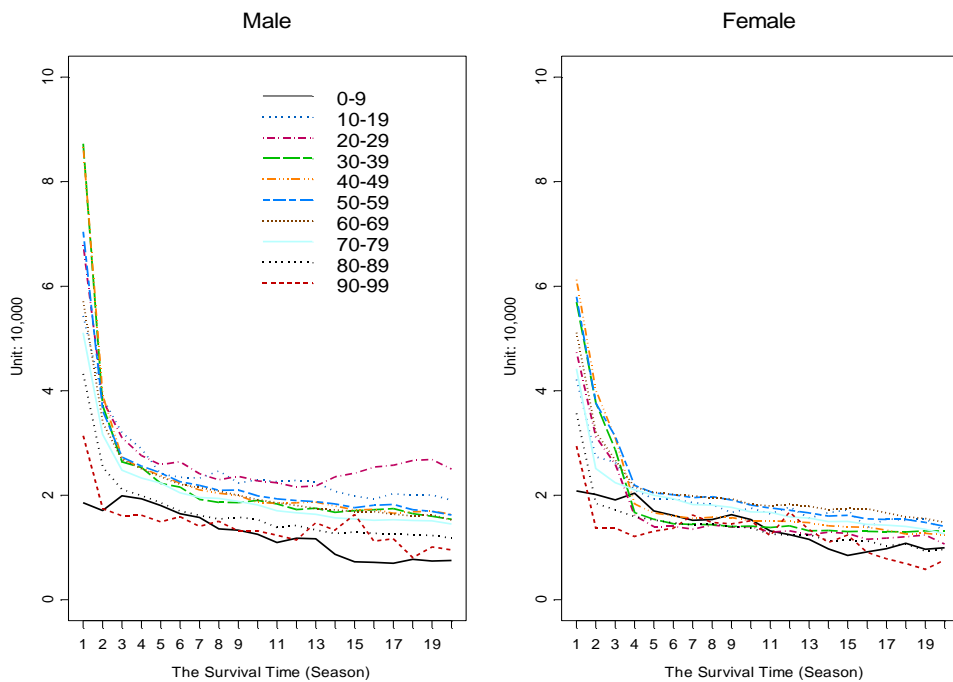 Male
Female
Unit: 10,000
10
8
6
4
2
0
0-9
10-19
20-29
30-39
40-49
50-59
60-69
70-79
80-89
90-99
1 2 3 4 5 6 7 8 9 11 13 15 17 19
The Survival Time (Season)
Unit: 10,000
10
8
6
4
2
0
1 2 3 4 5 6 7 8 9 11 13 15 17 19
The Survival Time (Season)